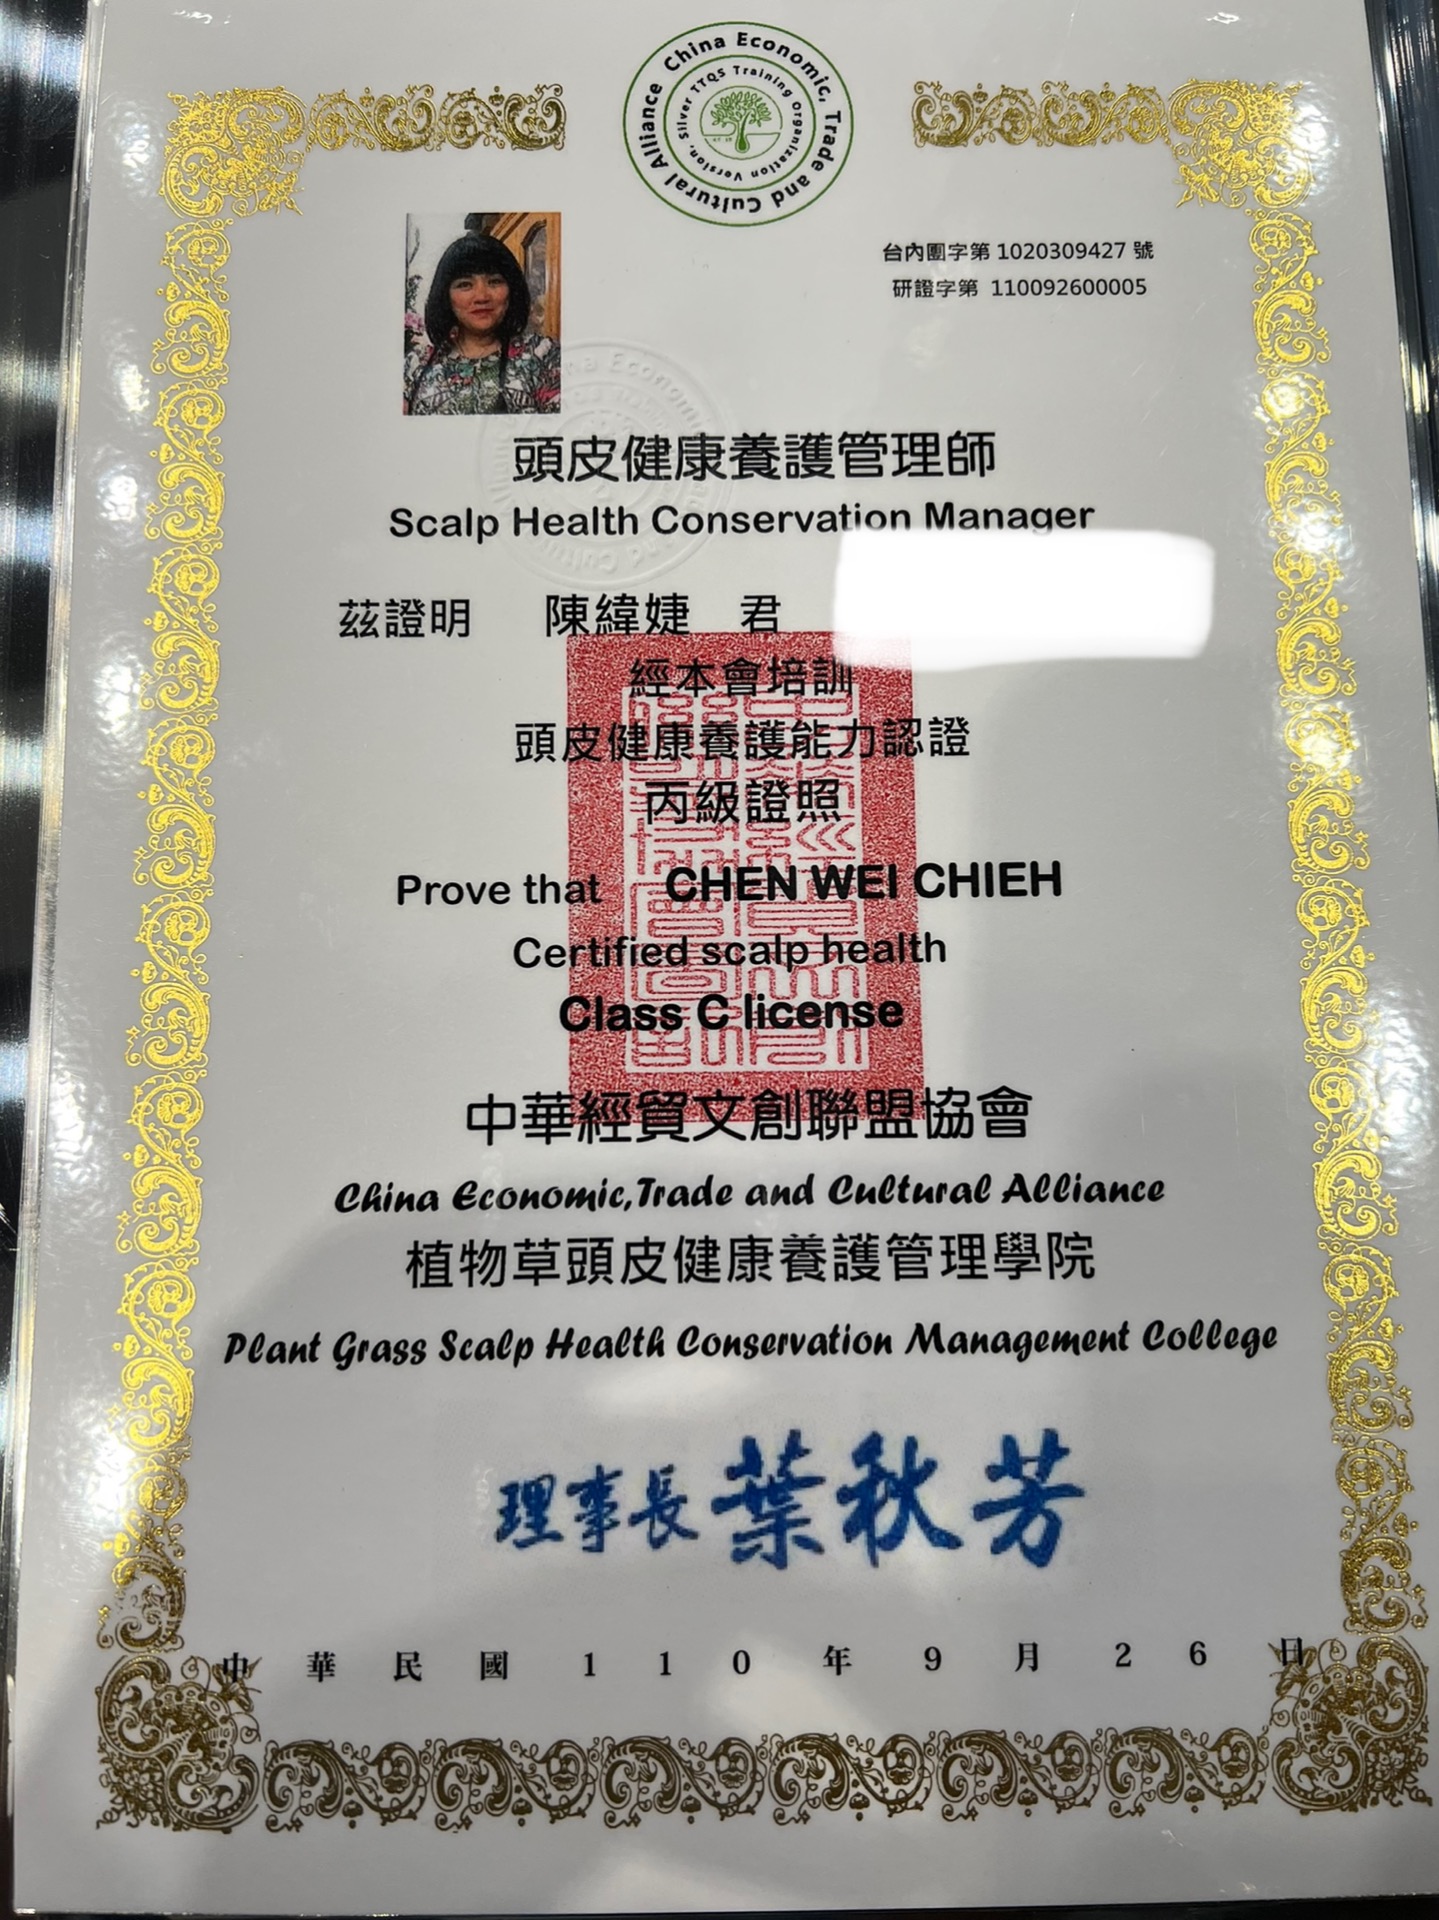 China Economic, Trade and Cultural Alliance
Silver TTQS Training Organization Version.
台內團字第 1020309427 號
研證字第 110092600005
頭皮健康養護管理師
Scalp Health Conservation Manager
茲證明 陳緯婕 君
經本會培訓
頭皮健康養護能力認證
丙級證照
Prove that CHEN WEI CHIEH
Certified scalp health
Class C license
中華經貿文創聯盟協會
China Economic,Trade and Cultural Alliance
植物草頭皮健康養護管理學院
Plant Grass Scalp Health Conservation Management College
理事長 葉秋芳
中華民國110年9月26日